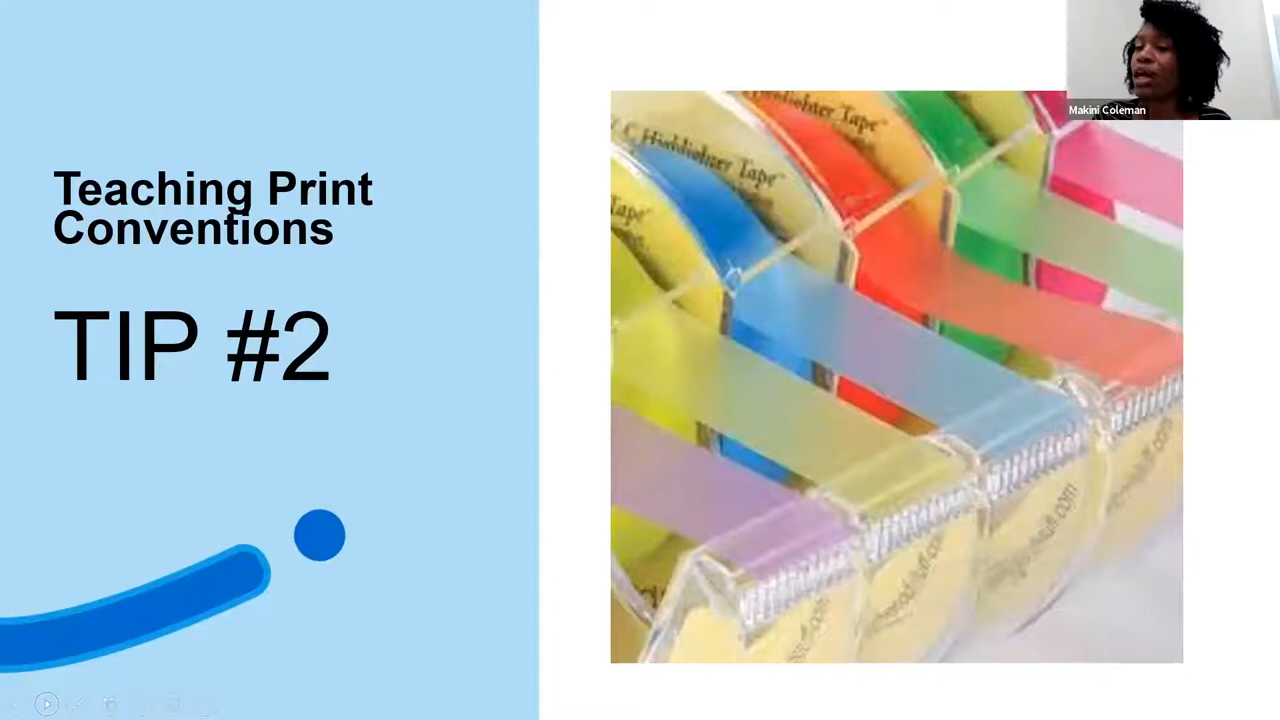 Teaching Print
Conventions
TIP #2
Makini Coleman
Highlighter Tape
Highlighter Tape
Tape